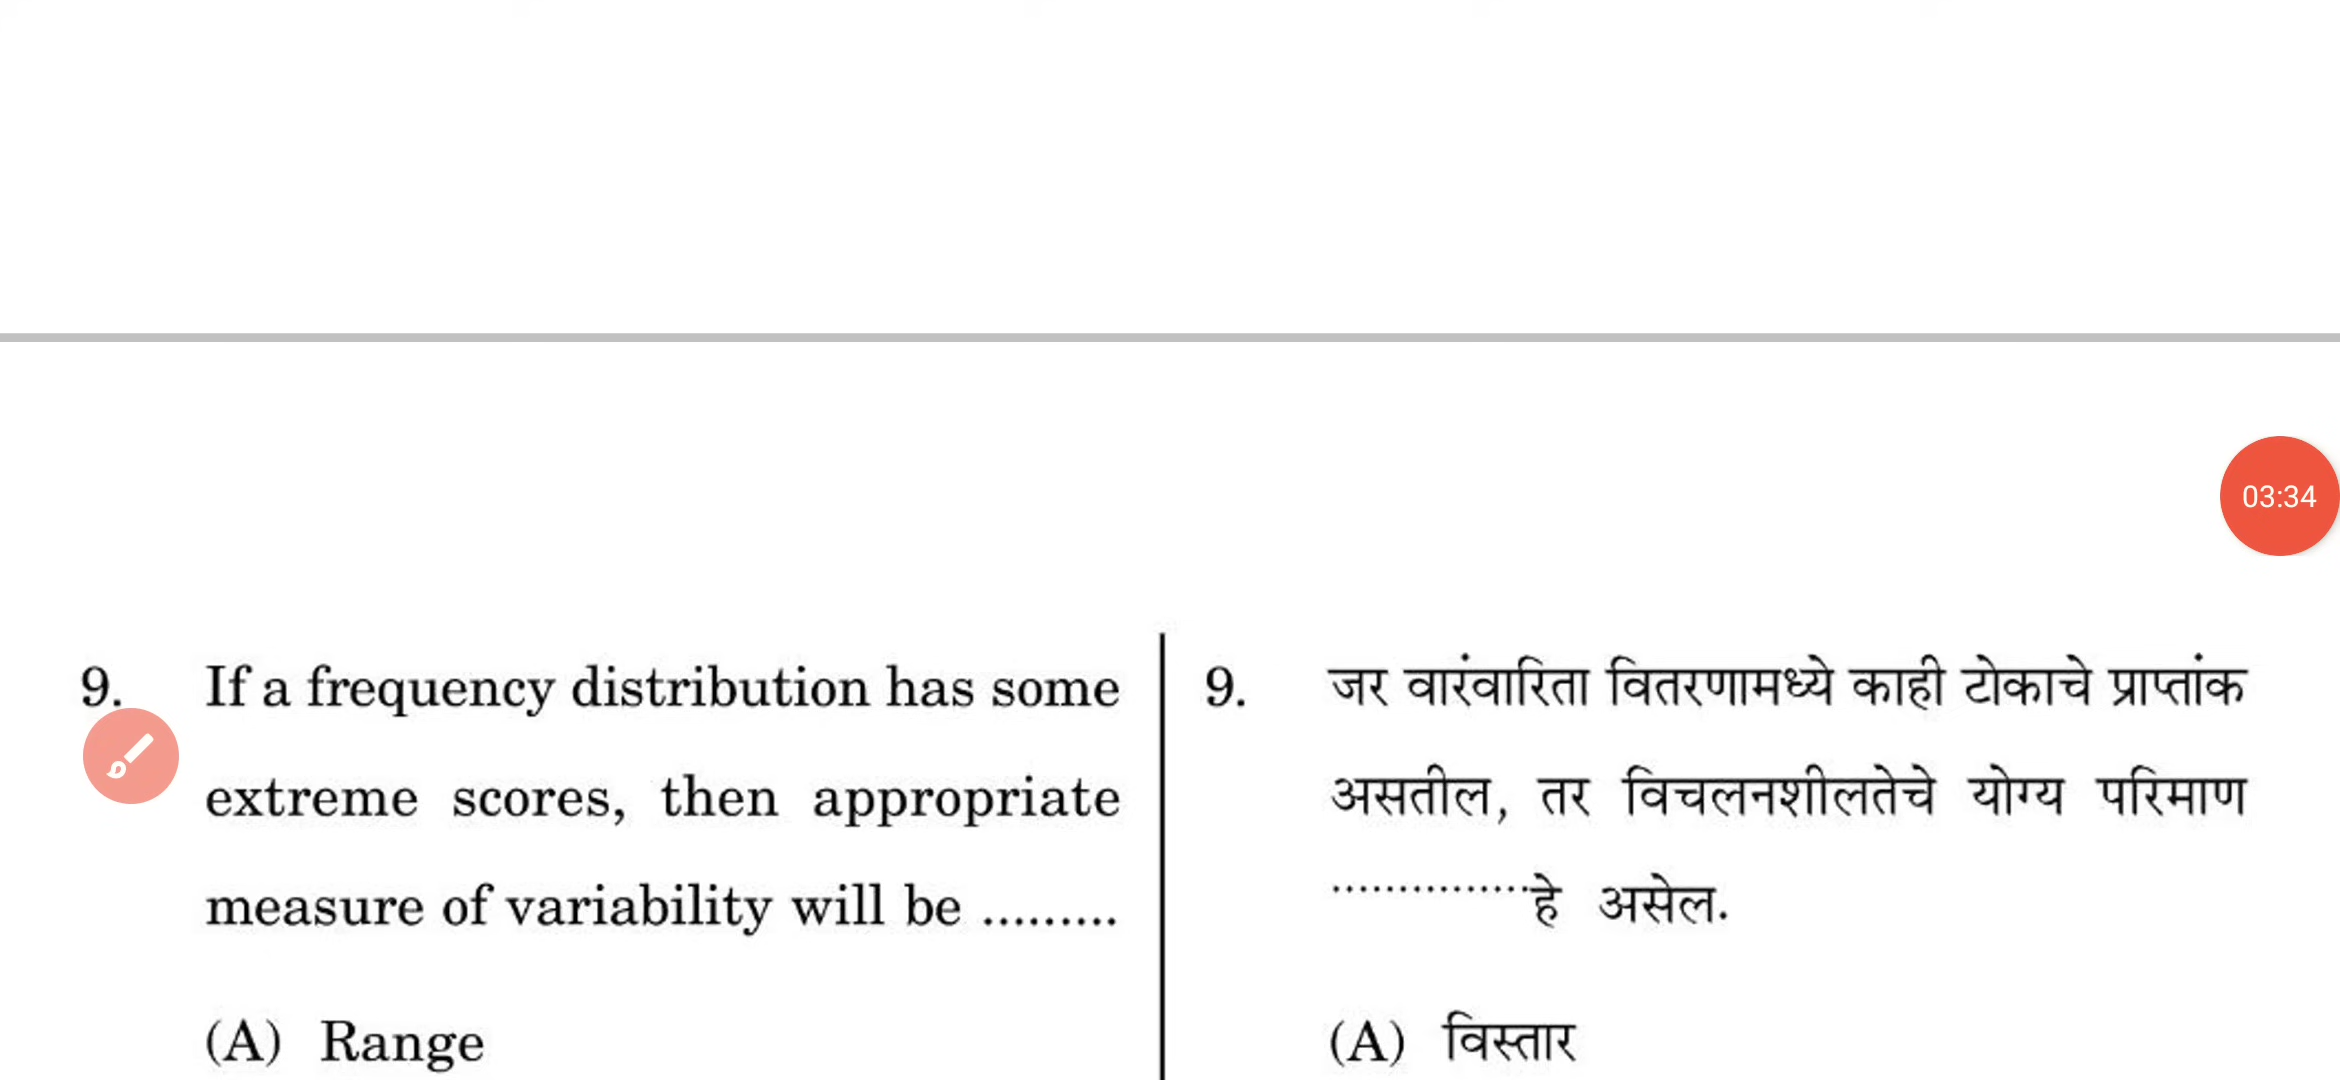 03:34
9. If a frequency distribution has some
extreme scores, then appropriate
measure of variability will be .........
(A) Range
9. जर वारंवारिता वितरणामध्ये काही टोकाचे प्राप्तांक
असतील, तर विचलनशीलतेचे योग्य परिमाण
...............हे असेल.
(A) विस्तार